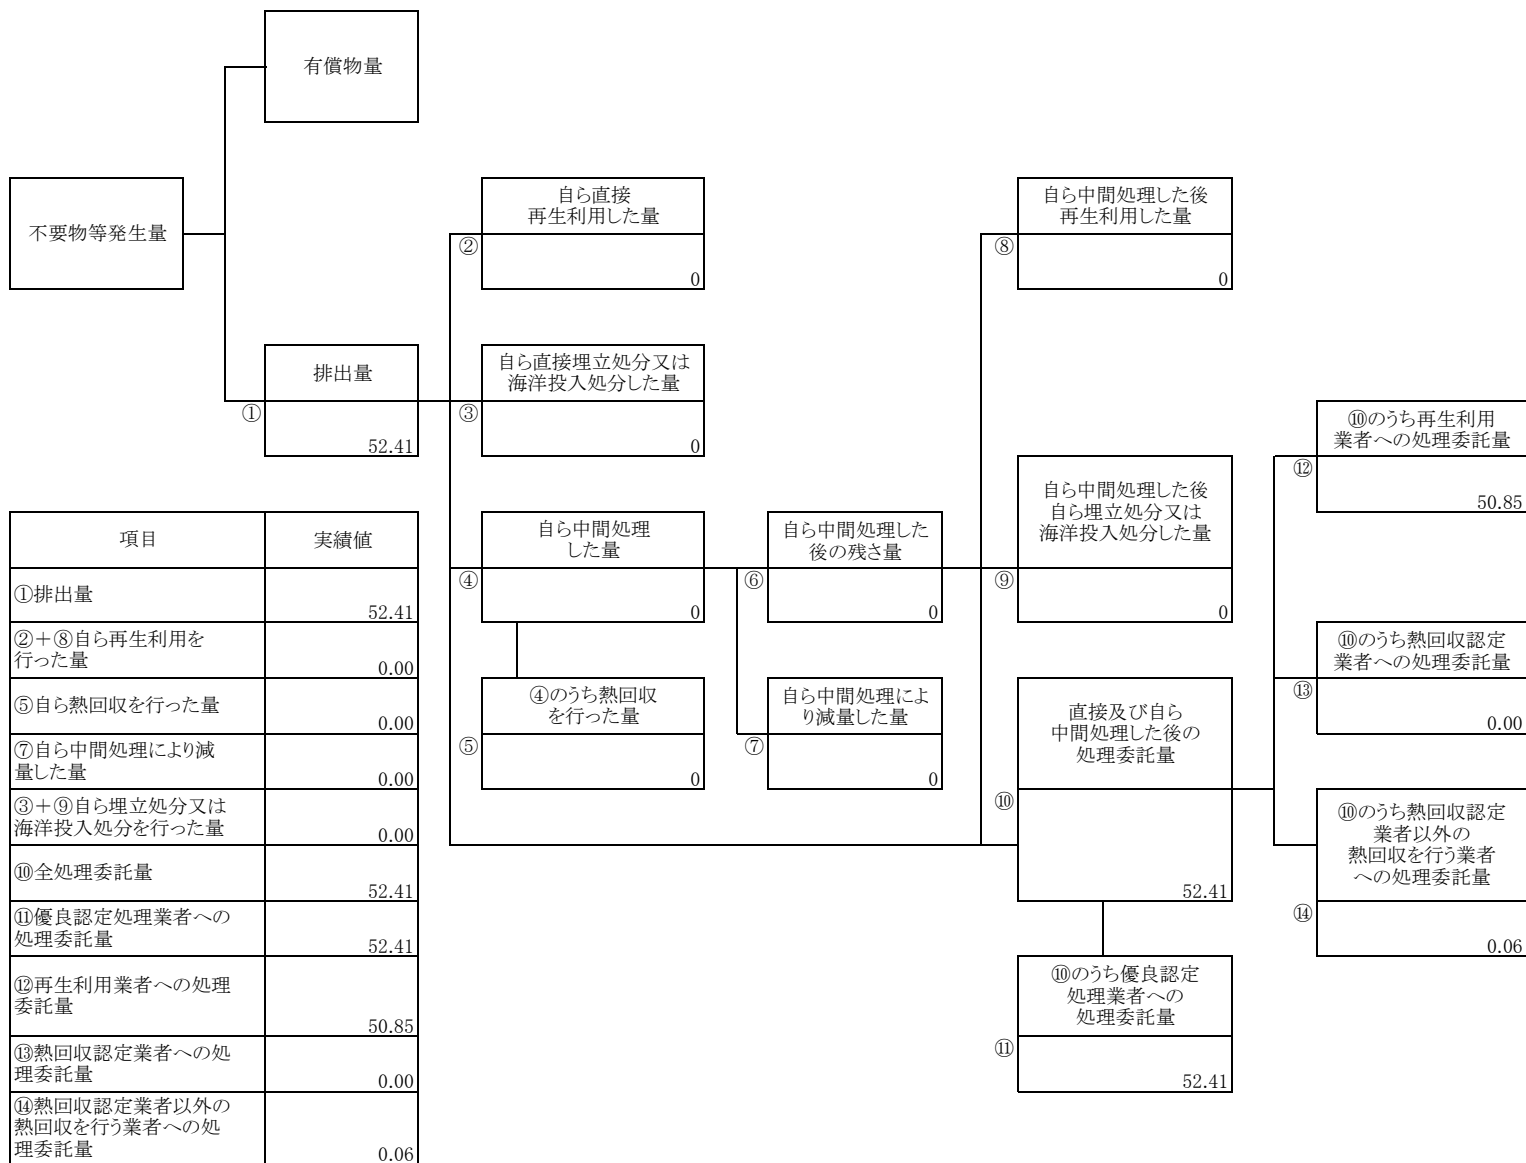 有償物量
不要物等発生量
自ら直接
再生利用した量
②
0
自ら中間処理した後
再生利用した量
⑧
0
排出量
①
52.41
自ら直接埋立処分又は
海洋投入処分した量
③
0
⑩のうち再生利用
業者への処理委託量
⑫
50.85
自ら中間処理
した量
④
0
自ら中間処理した
後の残さ量
⑥
0
自ら中間処理した後
自ら埋立処分又は
海洋投入処分した量
⑨
0
⑩のうち熱回収認定
業者への処理委託量
⑬
0.00
④のうち熱回収
を行った量
⑤
0
自ら中間処理によ
り減量した量
⑦
0
直接及び自ら
中間処理した後の
処理委託量
⑩
52.41
⑩のうち熱回収認定
業者以外の
熱回収を行う業者
への処理委託量
⑭
0.06
⑩のうち優良認定
処理業者への
処理委託量
⑪
52.41
項目
実績値
①排出量
52.41
②＋⑧自ら再生利用を
行った量
0.00
⑤自ら熱回収を行った量
0.00
⑦自ら中間処理により減
量した量
0.00
③＋⑨自ら埋立処分又は
海洋投入処分を行った量
0.00
⑩全処理委託量
52.41
⑪優良認定処理業者への
処理委託量
52.41
⑫再生利用業者への処理
委託量
50.85
⑬熱回収認定業者への処
理委託量
0.00
⑭熱回収認定業者以外の
熱回収を行う業者への処
理委託量
0.06